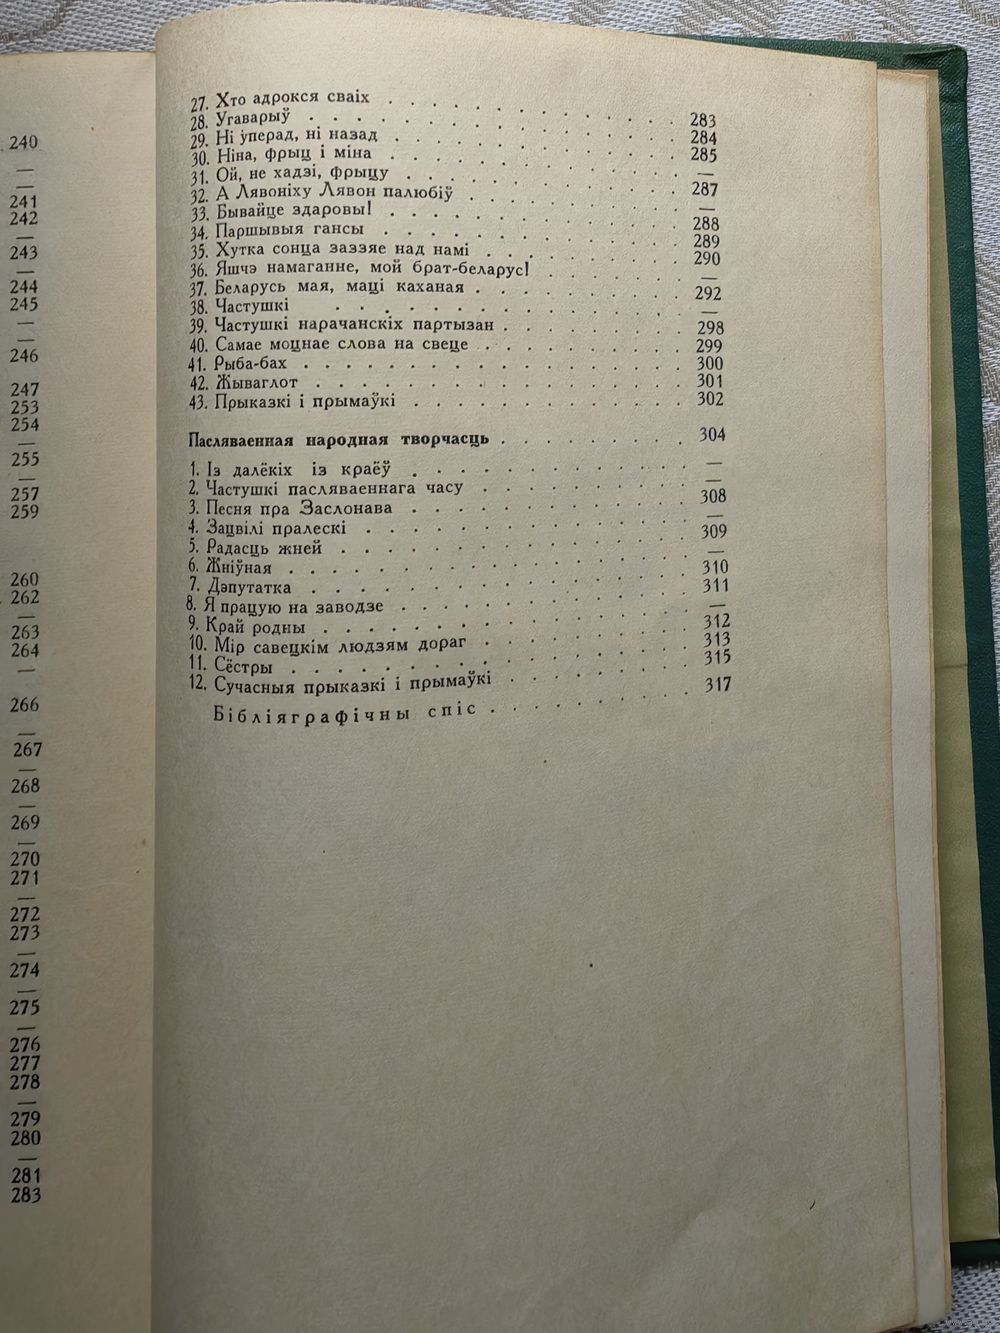 240
—
—
241
242
—
243
—
244
245
—
—
246
247
253
254
—
255
—
257
259
260
262
—
263
264
—
266
—
267
—
268
—
269
—
270
271
—
272
273
—
274
—
275
—
276
277
278
—
279
280
—
281
283
27. Хто адрокся сваіх . . . . . . . . . . 283
28. Угаварыў . . . . . . . . . . 284
29. Ні ўперад, ні назад . . . . . . . . . . 285
30. Ніна, фрыц і міна . . . . . . . . . . —
31. Ой, не хадзі, фрыцу . . . . . . . . . . 287
32. А Лявоніху Лявон палюбіў . . . . . . . . —
33. Бывайце здаровы! . . . . . . . . . . 288
34. Паршывыя гансы . . . . . . . . . . 289
35. Хутка сонца заззяе над намі . . . . . . . 290
36. Яшчэ намаганне, мой брат-беларус! . . . . . —
37. Беларусь мая, маці каханая . . . . . . . . 292
38. Частушкі . . . . . . . . . . —
39. Частушкі нарачанскіх партызан . . . . . . . 298
40. Самае моцнае слова на свеце . . . . . . . 299
41. Рыба-бах . . . . . . . . . . 300
42. Жываглот . . . . . . . . . . 301
43. Прыказкі і прымаўкі . . . . . . . . . . 302
Пасляваенная народная творчасць . . . . . . . 304
1. Із далёкіх із краёў . . . . . . . . . . —
2. Частушкі пасляваеннага часу . . . . . . . —
3. Песня пра Заслонава . . . . . . . . . . 308
4. Зацвілі пралескі . . . . . . . . . . —
5. Радасць жней . . . . . . . . . . 309
6. Жніўная . . . . . . . . . . —
7. Дэпутатка . . . . . . . . . . 310
8. Я працую на заводзе . . . . . . . . . . 311
9. Край родны . . . . . . . . . . —
10. Мір савецкім людзям дораг . . . . . . . . 312
11. Сёстры . . . . . . . . . . 313
12. Сучасныя прыказкі і прымаўкі . . . . . . . 315
Бібліяграфічны спіс . . . . . . . . 317